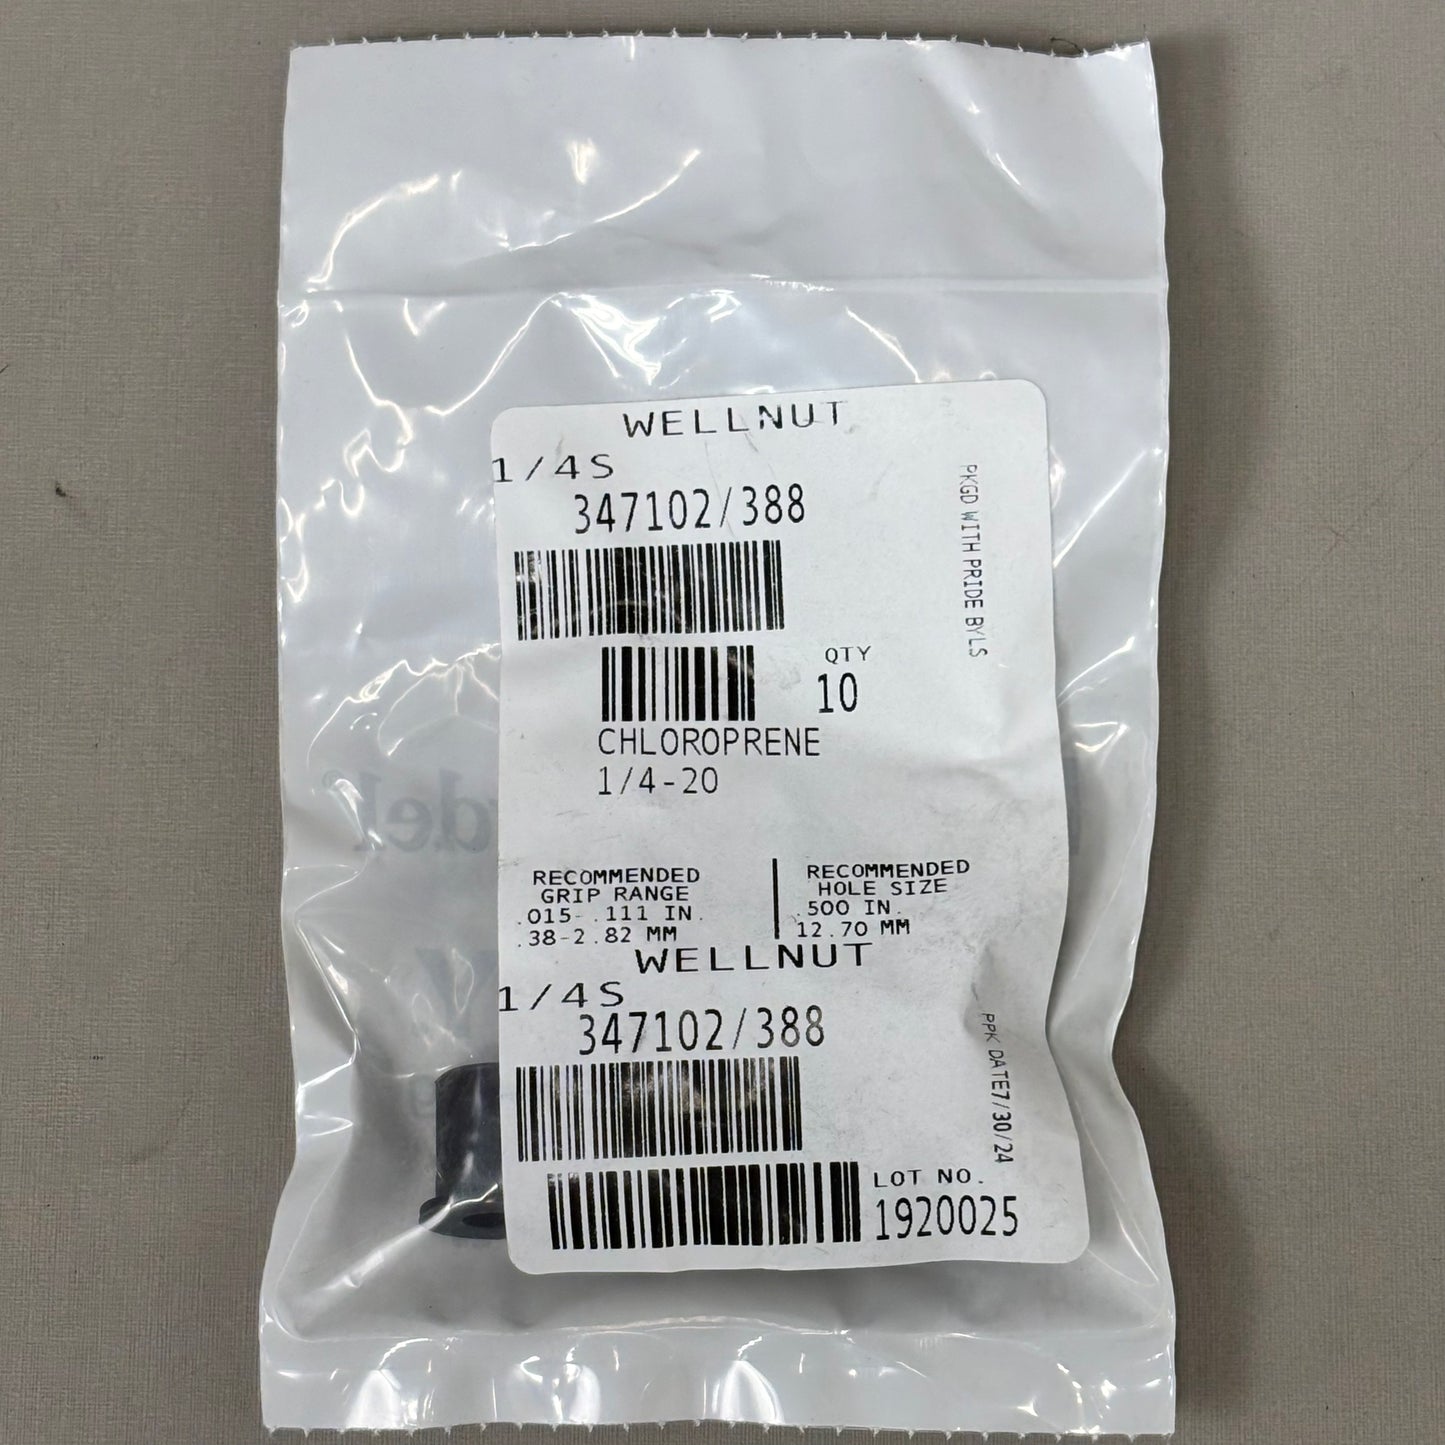 WELLNUT
1/4S
347102/388
PKGD WITH PRIDE BYLS
QTY
10
CHLOROPRENE
1/4-20
RECOMMENDED
GRIP RANGE
.015-.111 IN.
.38-2.82 MM
RECOMMENDED
HOLE SIZE
.500 IN.
12.70 MM
WELLNUT
1/4S
347102/388
PPK DATE7/30/24
LOT NO.
1920025